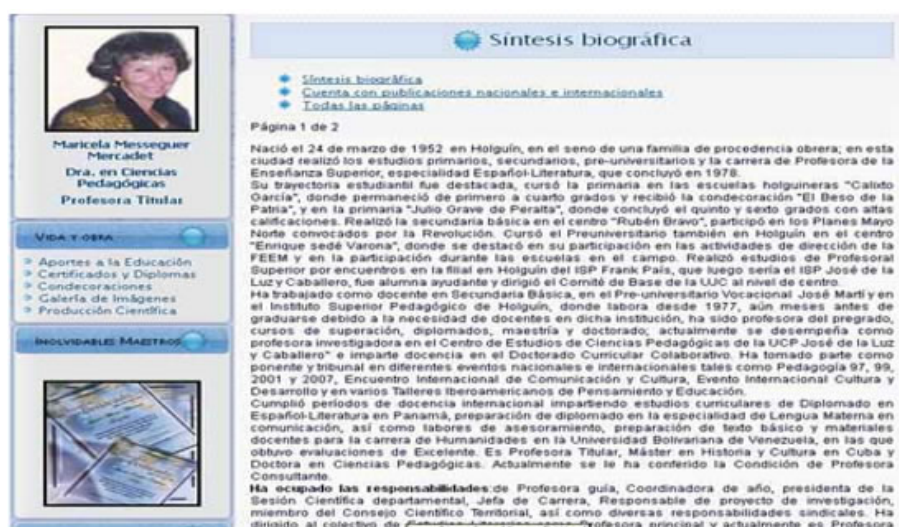 Síntesis biográfica
Síntesis biográfica
Cuenta con publicaciones nacionales e internacionales
Todas las páginas
Página 1 de 2
Maricela Messeguer
Mercadet
Dra. en Ciencias
Pedagógicas
Profesora Titular
VIDA Y OBRA
Aportes a la Educación
Certificados y Diplomas
Condecoraciones
Galería de Imágenes
Producción Científica
INOLVIDABLES MAESTROS
Nació el 24 de marzo de 1952 en Holguín, en el seno de una familia de procedencia obrera; en esta
ciudad realizó los estudios primarios, secundarios, pre-universitarios y la carrera de Profesora de la
Enseñanza Superior, especialidad Español-Literatura, que concluyó en 1978.
Su trayectoria estudiantil fue destacada, cursó la primaria en las escuelas holguineras "Calixto
García", donde permaneció de primero a cuarto grados y recibió la condecoración "El Beso de la
Patria", y en la primaria "Julio Grave de Peralta", donde concluyó el quinto y sexto grados con altas
calificaciones. Realizó la secundaria básica en el centro "Rubén Bravo", participó en los Planes Mayo
Norte convocados por la Revolución. Cursó el Preuniversitario también en Holguín en el centro
"Enrique sedé Varona", donde se destacó en su participación en las actividades de dirección de la
FEEM y en la participación durante las escuelas en el campo. Realizó estudios de Profesoral
Superior por encuentros en la filial en Holguín del ISP Frank País, que luego sería el ISP José de la
Luz y Caballero, fue alumna ayudante y dirigió el Comité de Base de la UJC al nivel de centro.
Ha trabajado como docente en Secundaria Básica, en el Pre-universitario Vocacional José Martí y en
el Instituto Superior Pedagógico de Holguín, donde labora desde 1977, aún meses antes de
graduarse debido a la necesidad de docentes en dicha institución, ha sido profesora del pregrado,
cursos de superación, diplomados, maestría y doctorado; actualmente se desempeña como
profesora investigadora en el Centro de Estudios de Ciencias Pedagógicas de la UCP José de la Luz
y Caballero" e imparte docencia en el Doctorado Curricular Colaborativo. Ha tomado parte como
ponente y tribunal en diferentes eventos nacionales e internacionales tales como Pedagogía 97, 99,
2001 y 2007, Encuentro Internacional de Comunicación y Cultura, Evento Internacional Cultura y
Desarrollo y en varios Talleres Iberoamericanos de Pensamiento y Educación.
Cumplió períodos de docencia internacional impartiendo estudios curriculares de Diplomado en
Español-Literatura en Panamá, preparación de diplomado en la especialidad de Lengua Materna en
comunicación, así como labores de asesoramiento, preparación de texto básico y materiales
docentes para la carrera de Humanidades en la Universidad Bolivariana de Venezuela, en las que
obtuvo evaluaciones de Excelente. Es Profesora Titular, Máster en Historia y Cultura en Cuba y
Doctora en Ciencias Pedagógicas. Actualmente se le ha conferido la Condición de Profesora
Consultante.
Ha ocupado las responsabilidades:de Profesora guía, Coordinadora de año, presidenta de la
Sesión Científica departamental, Jefa de Carrera, Responsable de proyecto de investigación,
miembro del Consejo Científico Territorial, así como diversas responsabilidades sindicales. Ha
dirigido al colectivo de Estudios Literarios como Profesora principal y actualmente es Profesora